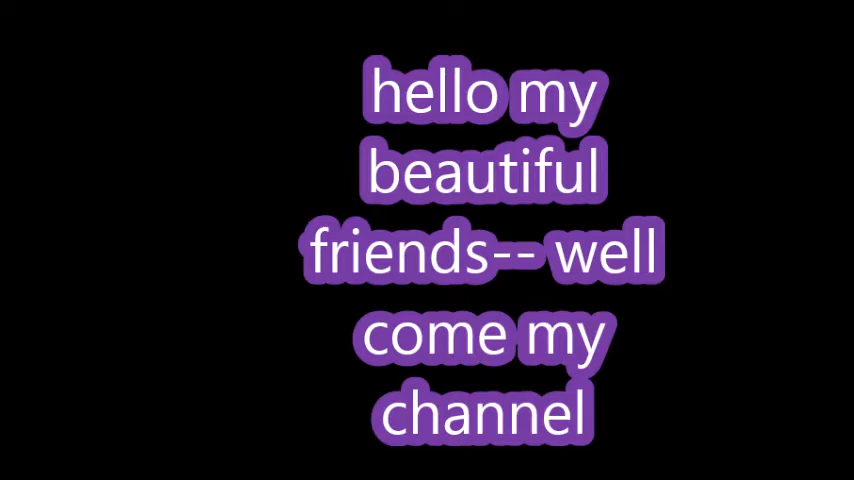 hello my
beautiful
friends-- well
come my
channel